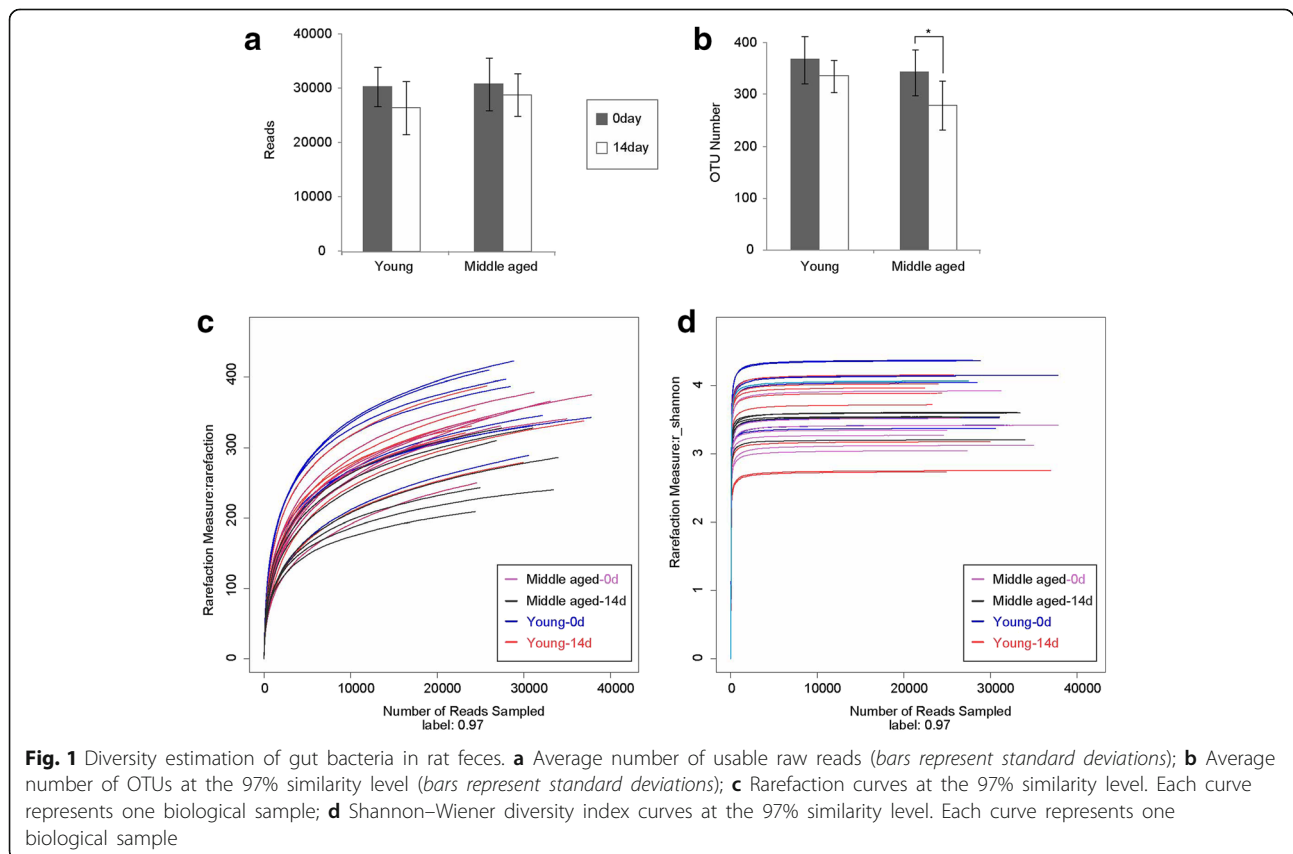 a
40000
30000
20000
10000
0
Reads
Young
Middle aged
0day
14day
b
400
300
200
100
0
OTU Number
*
Young
Middle aged
c
400
300
200
100
0
Rarefaction Measure:rarefaction
0
10000
20000
30000
40000
Number of Reads Sampled
label: 0.97
Middle aged-0d
Middle aged-14d
Young-0d
Young-14d
d
4
3
2
1
0
Rarefaction Measure:r_shannon
0
10000
20000
30000
40000
Number of Reads Sampled
label: 0.97
Middle aged-0d
Middle aged-14d
Young-0d
Young-14d
Fig. 1 Diversity estimation of gut bacteria in rat feces. a Average number of usable raw reads (bars represent standard deviations); b Average
number of OTUs at the 97% similarity level (bars represent standard deviations); c Rarefaction curves at the 97% similarity level. Each curve
represents one biological sample; d Shannon–Wiener diversity index curves at the 97% similarity level. Each curve represents one
biological sample